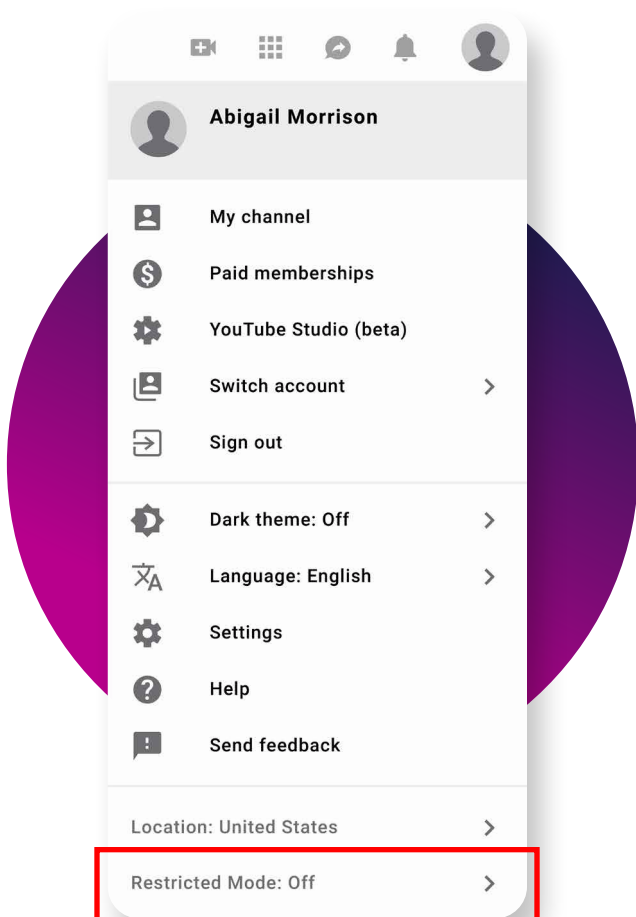 Abigail Morrison
My channel
Paid memberships
YouTube Studio (beta)
Switch account
Sign out
Dark theme: Off
Language: English
Settings
Help
Send feedback
Location: United States
Restricted Mode: Off